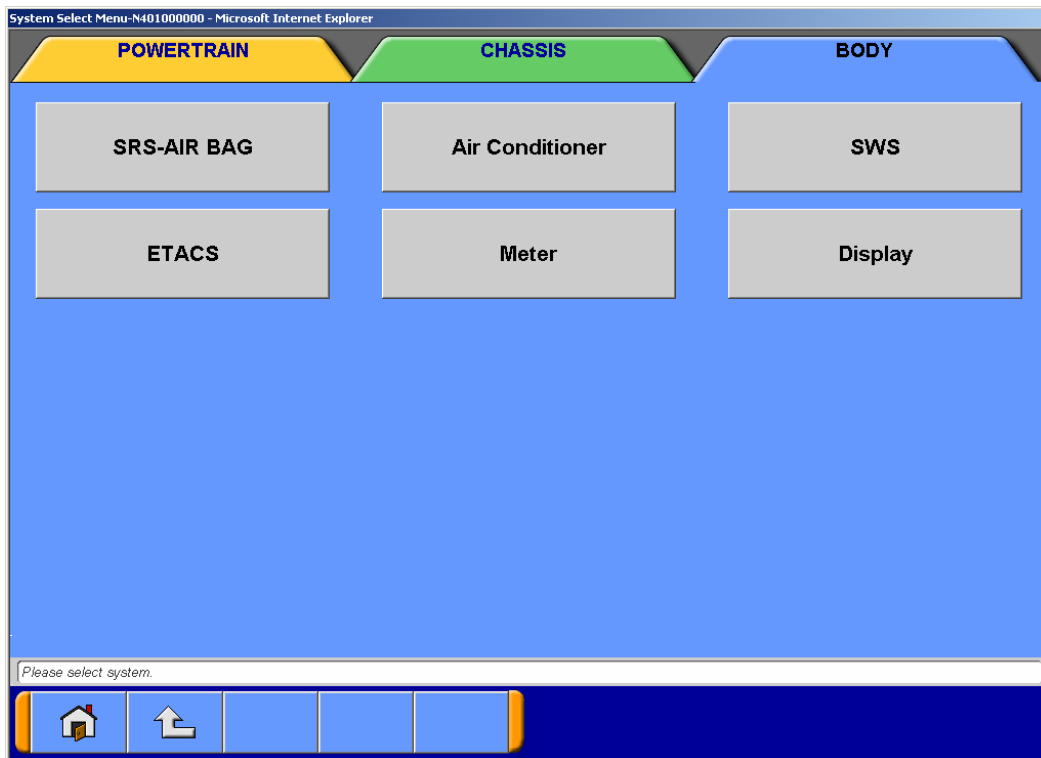 System Select Menu-N401000000 - Microsoft Internet Explorer
POWERTRAIN CHASSIS BODY
SRS-AIR BAG Air Conditioner SWS
ETACS Meter Display
Please select system.